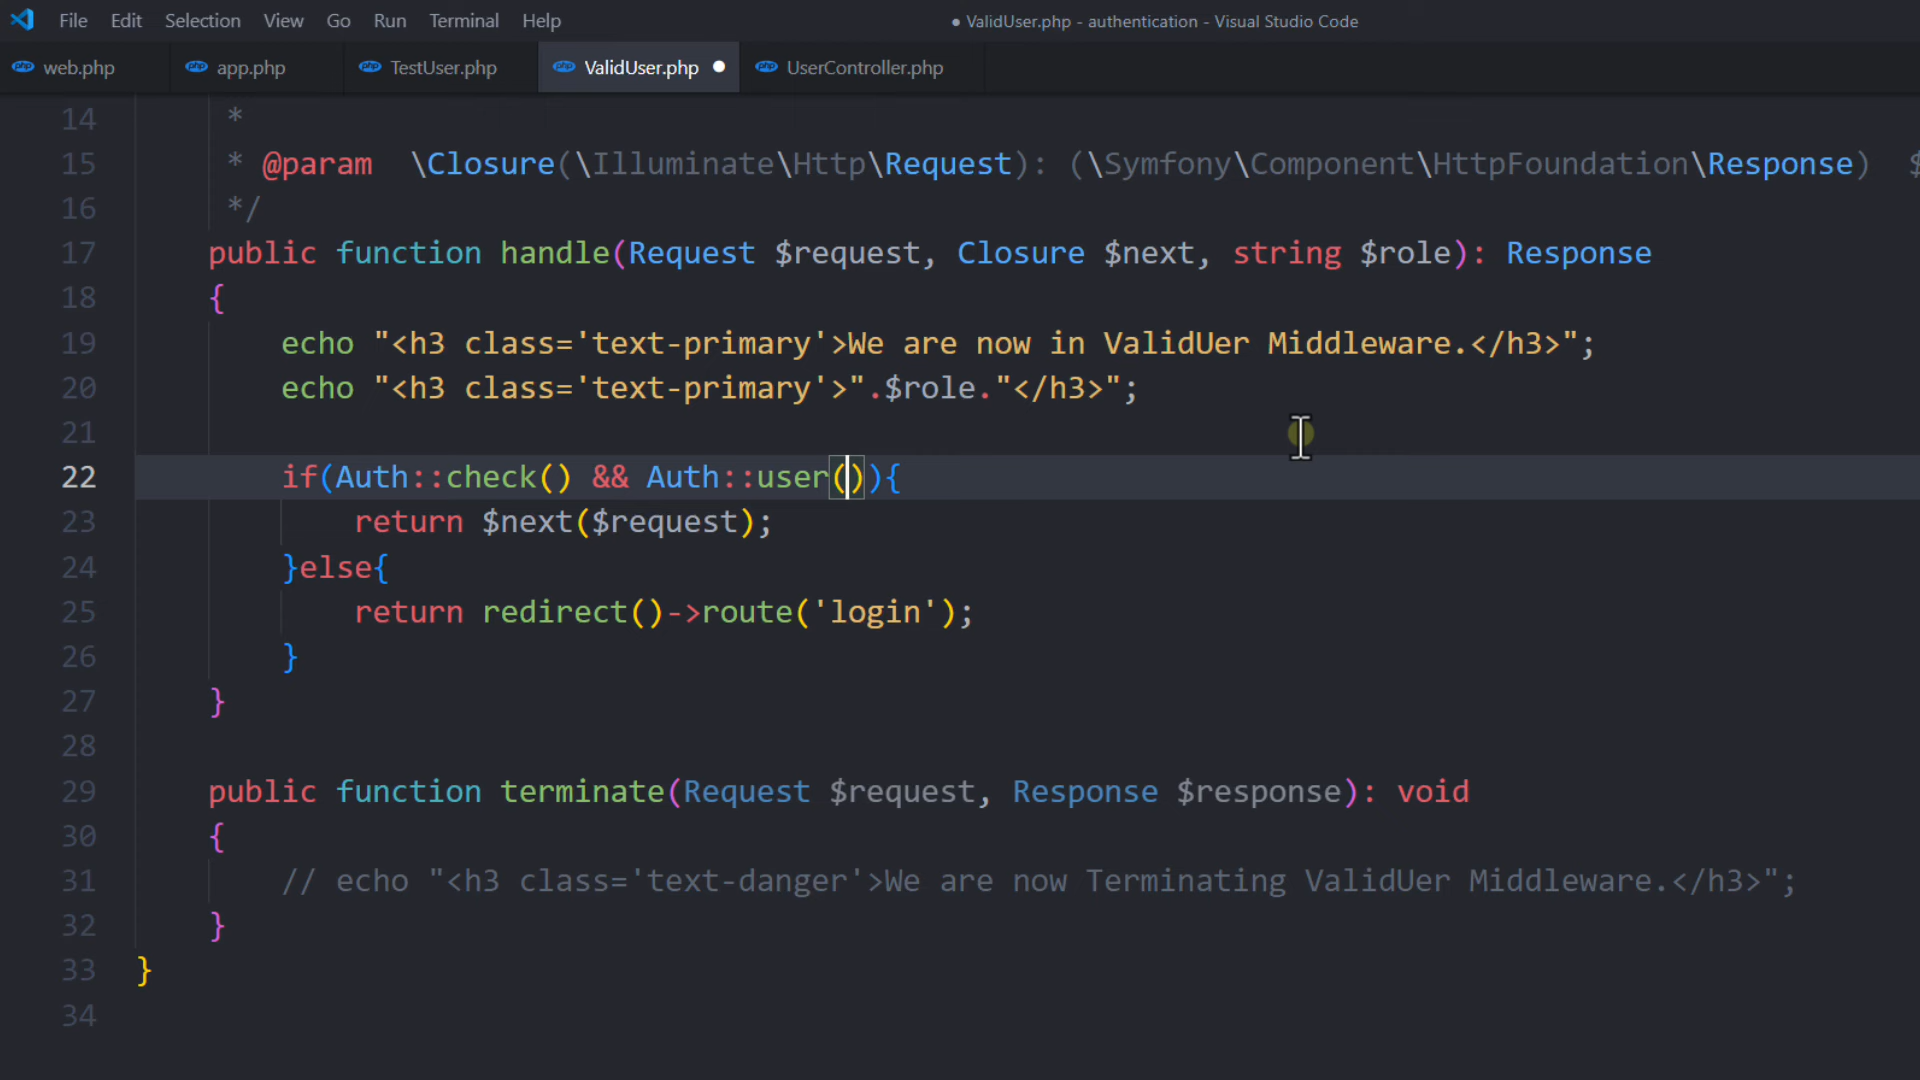 File Edit Selection View Go Run Terminal Help ● ValidUser.php - authentication - Visual Studio Code
php web.php php app.php php TestUser.php php ValidUser.php ● php UserController.php
14 *
15 * @param  \Closure(\Illuminate\Http\Request): (\Symfony\Component\HttpFoundation\Response)  $
16 */
17 public function handle(Request $request, Closure $next, string $role): Response
18 {
19 echo "<h3 class='text-primary'>We are now in ValidUer Middleware.</h3>";
20 echo "<h3 class='text-primary'>".$role."</h3>";
21
22 if(Auth::check() && Auth::user()){
23 return $next($request);
24 }else{
25 return redirect()->route('login');
26 }
27 }
28
29 public function terminate(Request $request, Response $response): void
30 {
31 // echo "<h3 class='text-danger'>We are now Terminating ValidUer Middleware.</h3>";
32 }
33 }
34